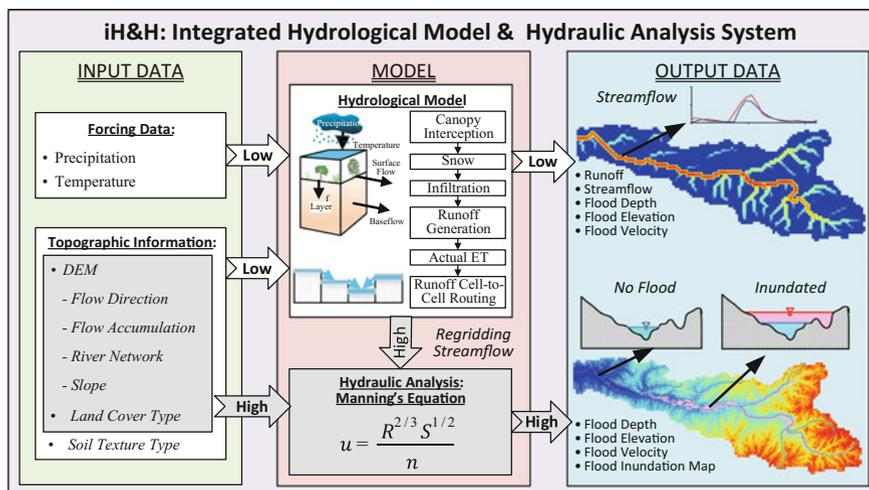 iH&H: Integrated Hydrological Model & Hydraulic Analysis System
INPUT DATA
Forcing Data:
• Precipitation
• Temperature
Topographic Information:
• DEM
- Flow Direction
- Flow Accumulation
- River Network
- Slope
• Land Cover Type
• Soil Texture Type
Low
Low
High
MODEL
Hydrological Model
Precipitation
Temperature
Surface
Flow
f
Layer
Baseflow
Canopy
Interception
Snow
Infiltration
Runoff
Generation
Actual ET
Runoff Cell-to-
Cell Routing
High
Regridding
Streamflow
Hydraulic Analysis:
Manning's Equation
u = R^{2/3} S^{1/2} / n
Low
High
OUTPUT DATA
Streamflow
• Runoff
• Streamflow
• Flood Depth
• Flood Elevation
• Flood Velocity
No Flood
Inundated
• Flood Depth
• Flood Elevation
• Flood Velocity
• Flood Inundation Map